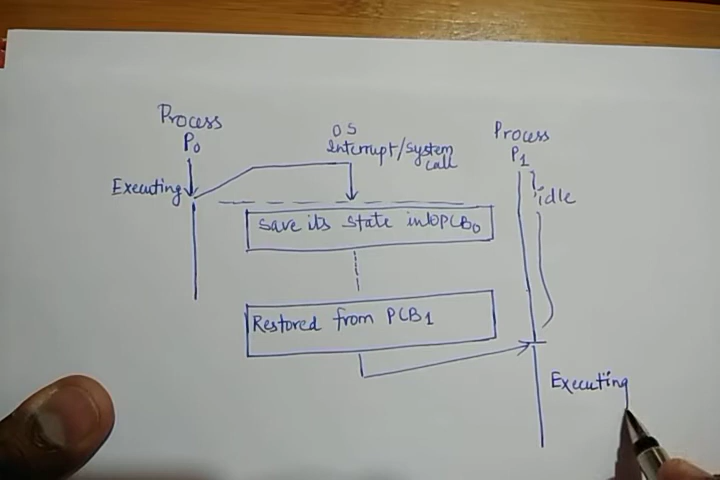 Process
P0
OS
Interrupt/System
call
Process
P1
Executing
idle
Save its state into PCB0
Restored from PCB1
Executing